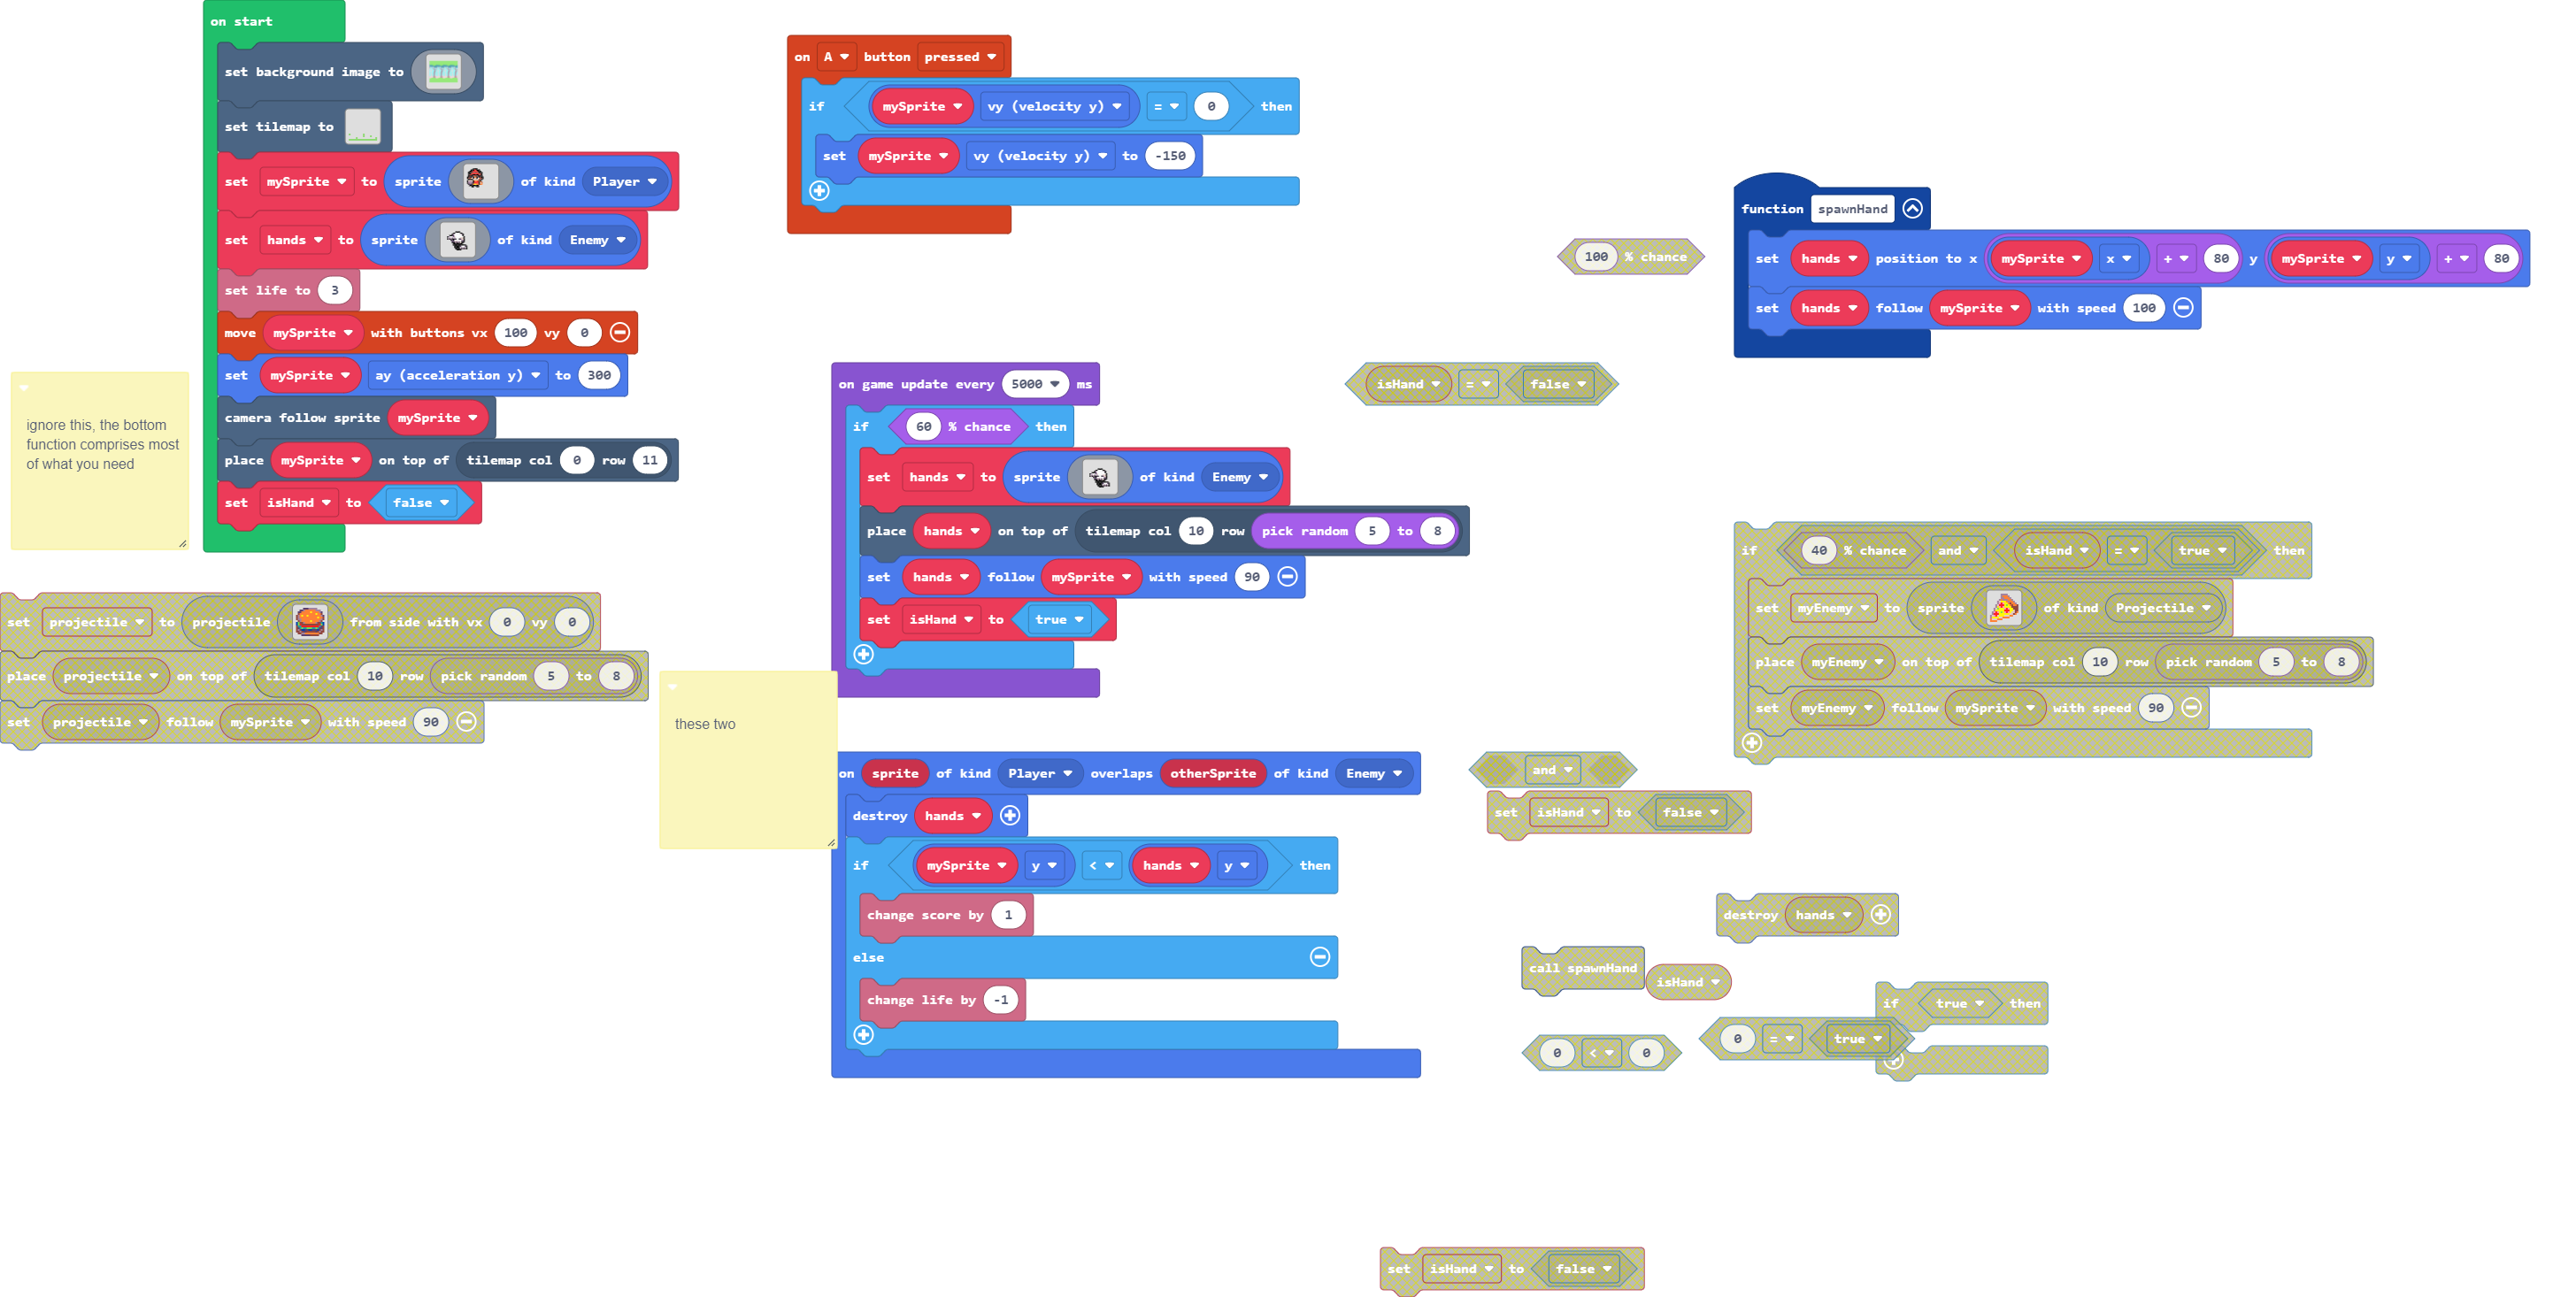 on start
set background image to
set tilemap to
set mySprite to sprite of kind Player
set hands to sprite of kind Enemy
set life to 3
move mySprite with buttons vx 100 vy 0
set mySprite ay (acceleration y) to 300
camera follow sprite mySprite
place mySprite on top of tilemap col 0 row 11
set isHand to false
ignore this, the bottom
function comprises most
of what you need
set projectile to projectile from side with vx 0 vy 0
place projectile on top of tilemap col 10 row pick random 5 to 8
set projectile follow mySprite with speed 90
on A button pressed
if mySprite vy (velocity y) = 0 then
set mySprite vy (velocity y) to -150
on game update every 5000 ms
if 60 % chance then
set hands to sprite of kind Enemy
place hands on top of tilemap col 10 row pick random 5 to 8
set hands follow mySprite with speed 90
set isHand to true
these two
on sprite of kind Player overlaps otherSprite of kind Enemy
destroy hands
if mySprite y < hands y then
change score by 1
else
change life by -1
100 % chance
isHand = false
function spawnHand
set hands position to x mySprite x + 80 y mySprite y + 80
set hands follow mySprite with speed 100
if 40 % chance and isHand = true then
set myEnemy to sprite of kind Projectile
place myEnemy on top of tilemap col 10 row pick random 5 to 8
set myEnemy follow mySprite with speed 90
and
set isHand to false
destroy hands
call spawnHand
isHand
if true then
0 < 0
0 = true
set isHand to false